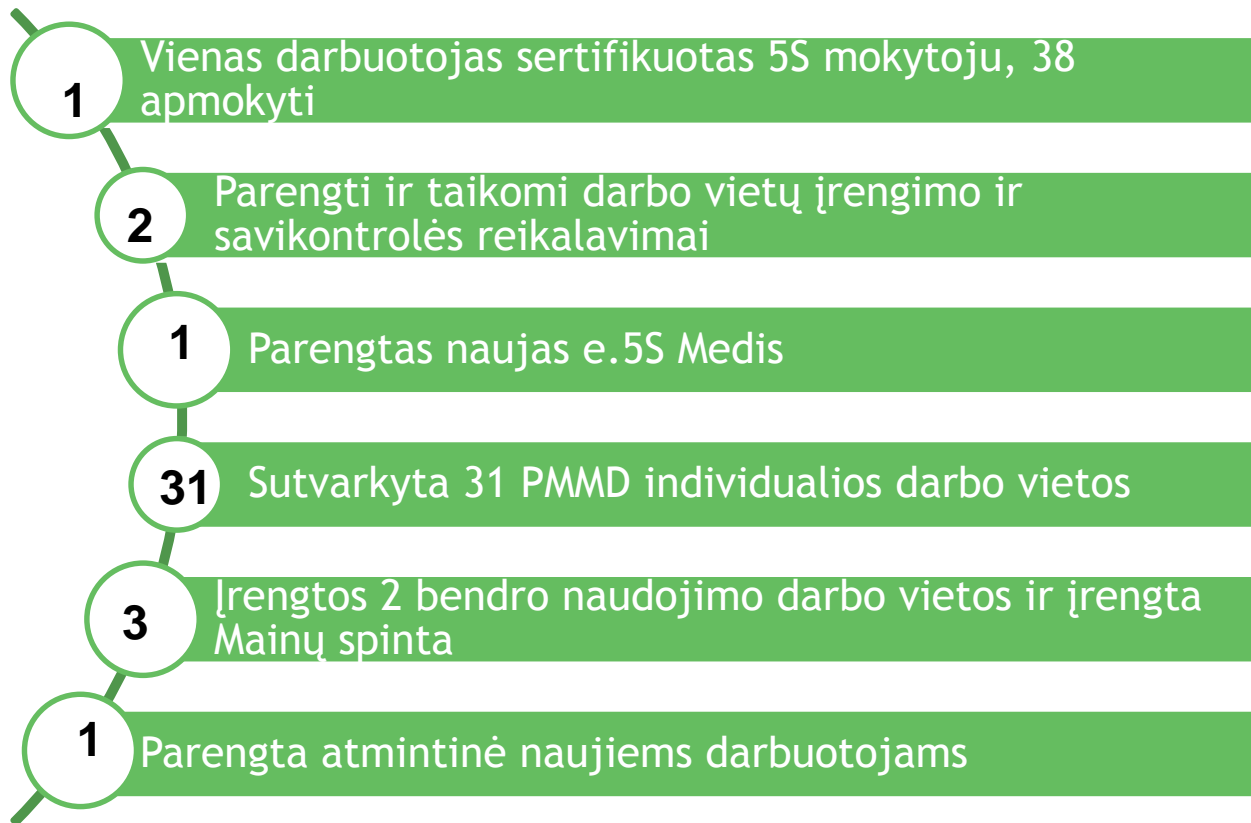 1
Vienas darbuotojas sertifikuotas 5S mokytoju, 38
apmokyti
2
Parengti ir taikomi darbo vietų įrengimo ir
savikontrolės reikalavimai
1
Parengtas naujas e.5S Medis
31
Sutvarkyta 31 PMMD individualios darbo vietos
3
Įrengtos 2 bendro naudojimo darbo vietos ir įrengta
Mainų spinta
1
Parengta atmintinė naujiems darbuotojams